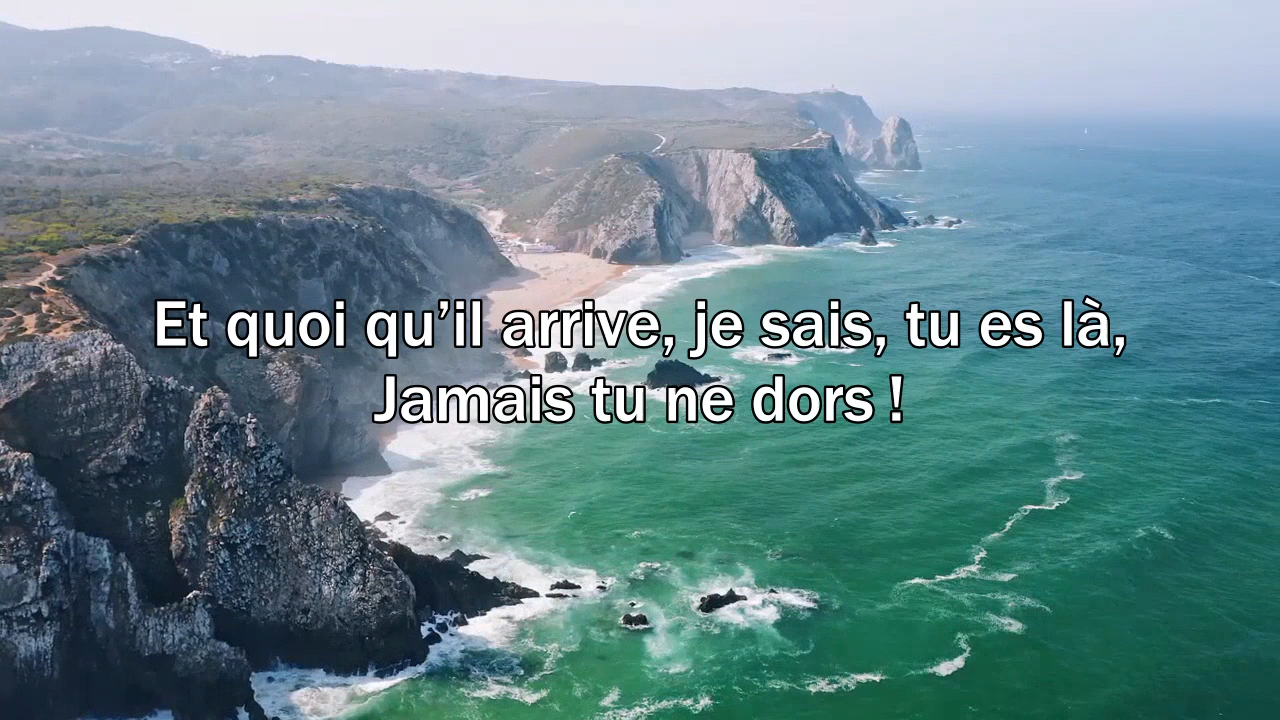 Et quoi qu’il arrive, je sais, tu es là,
Jamais tu ne dors !